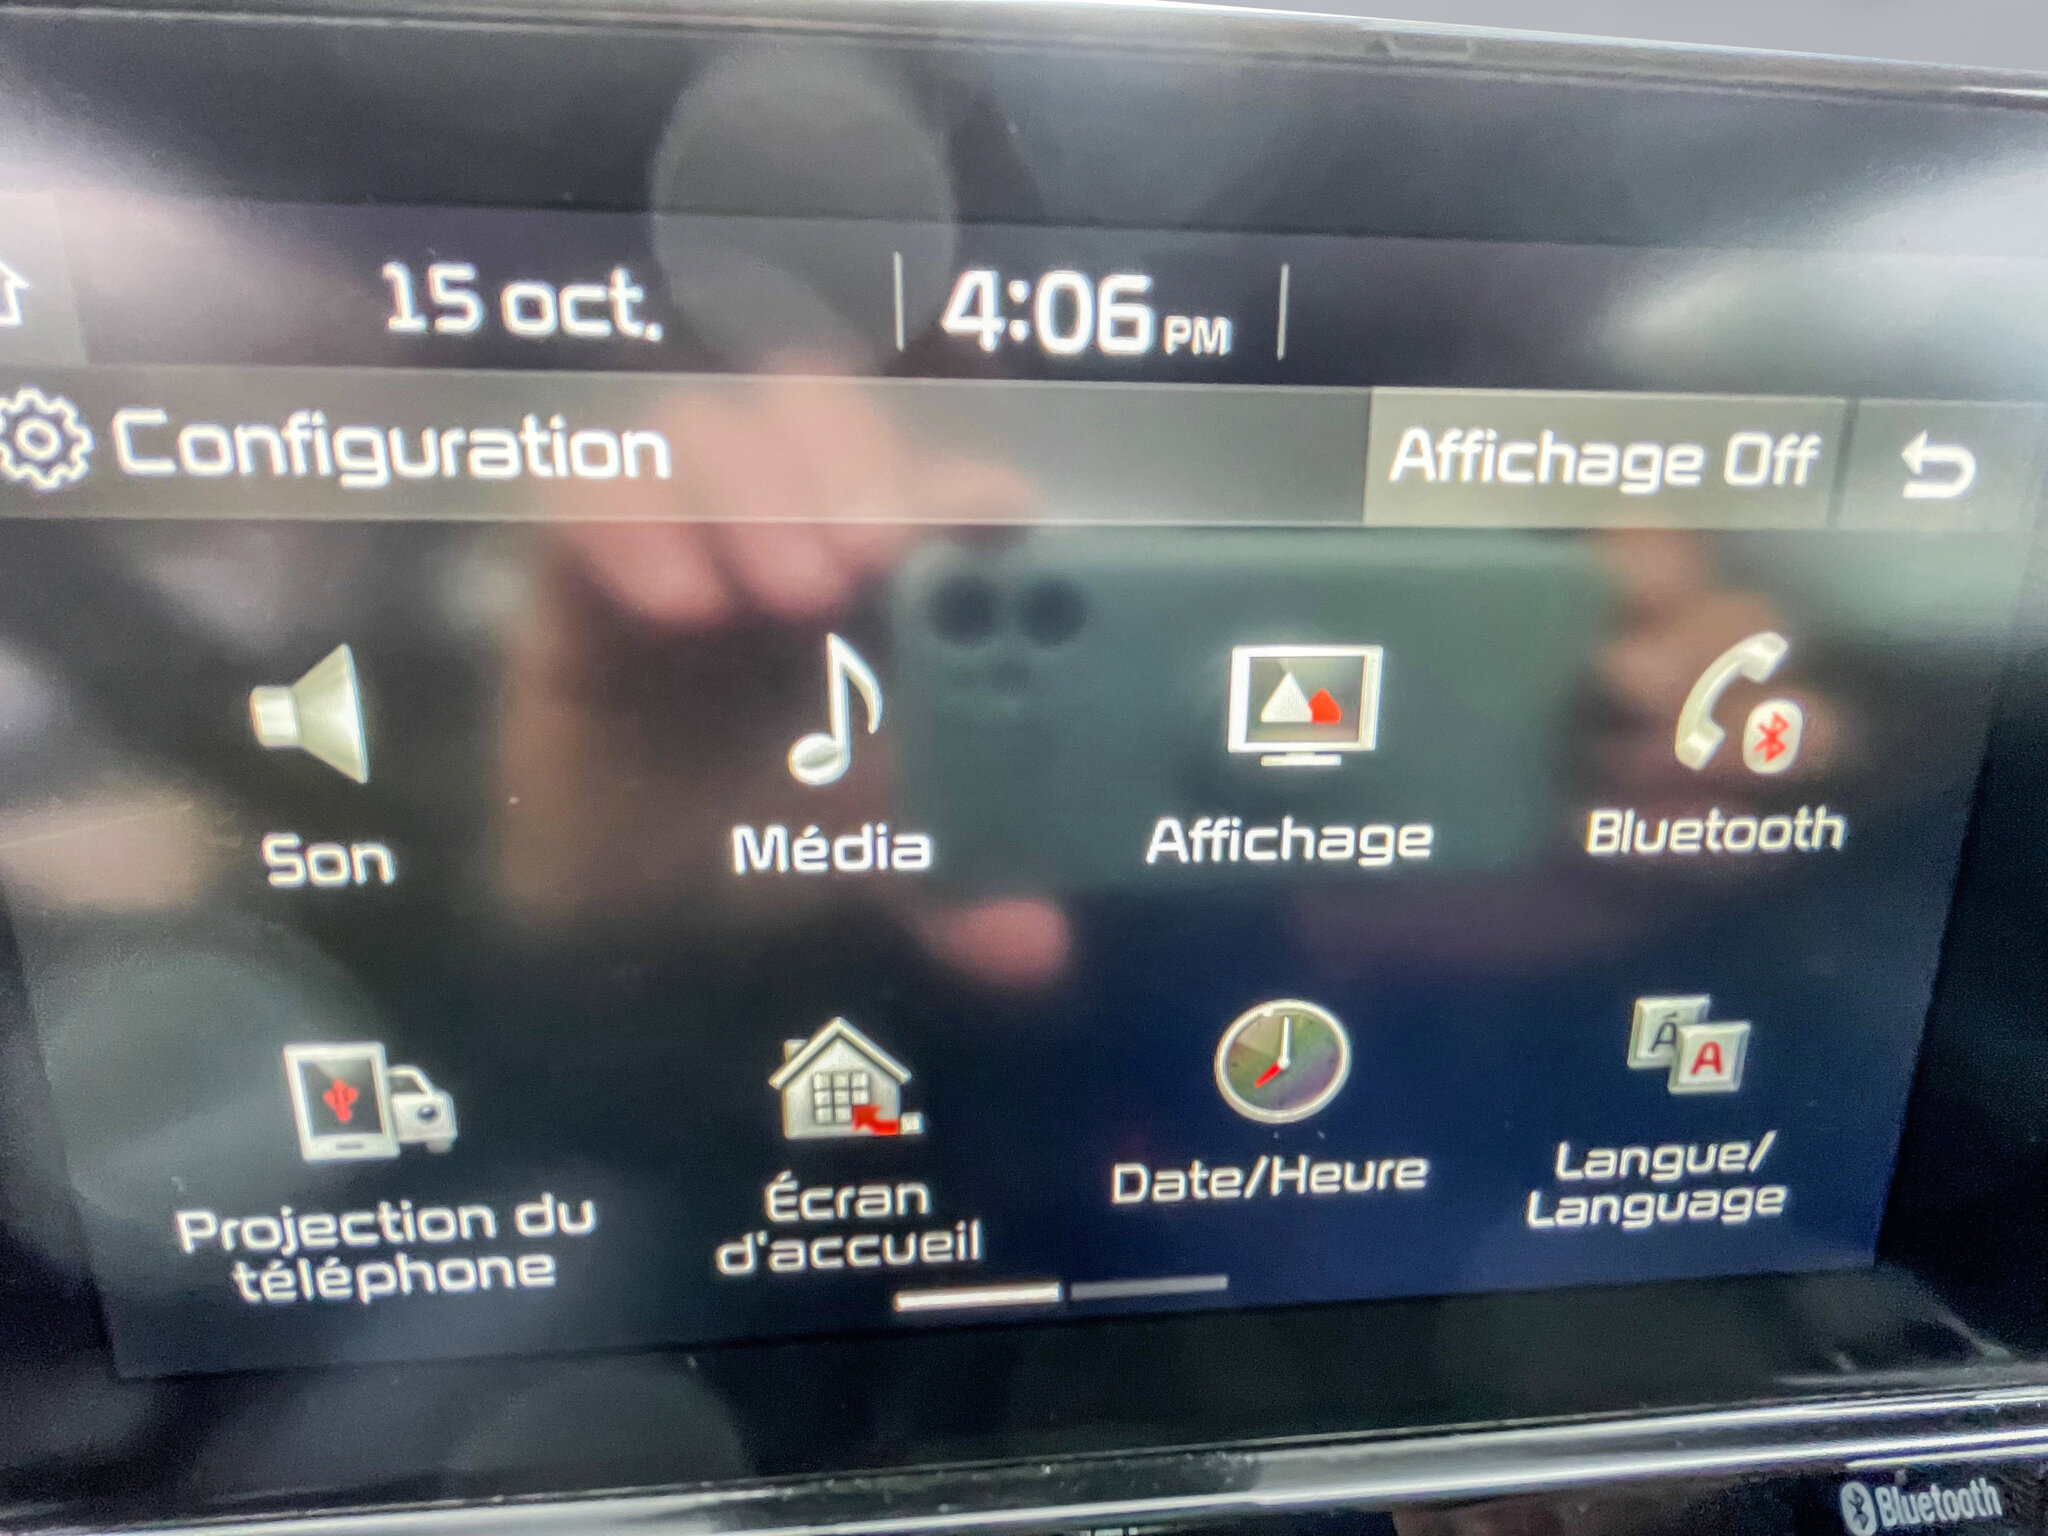 15 oct.
4:06 PM
Configuration
Affichage Off
Son
Média
Affichage
Bluetooth
Á
A
Projection du
téléphone
Écran
d'accueil
Date/Heure
Langue/
Language
Bluetooth